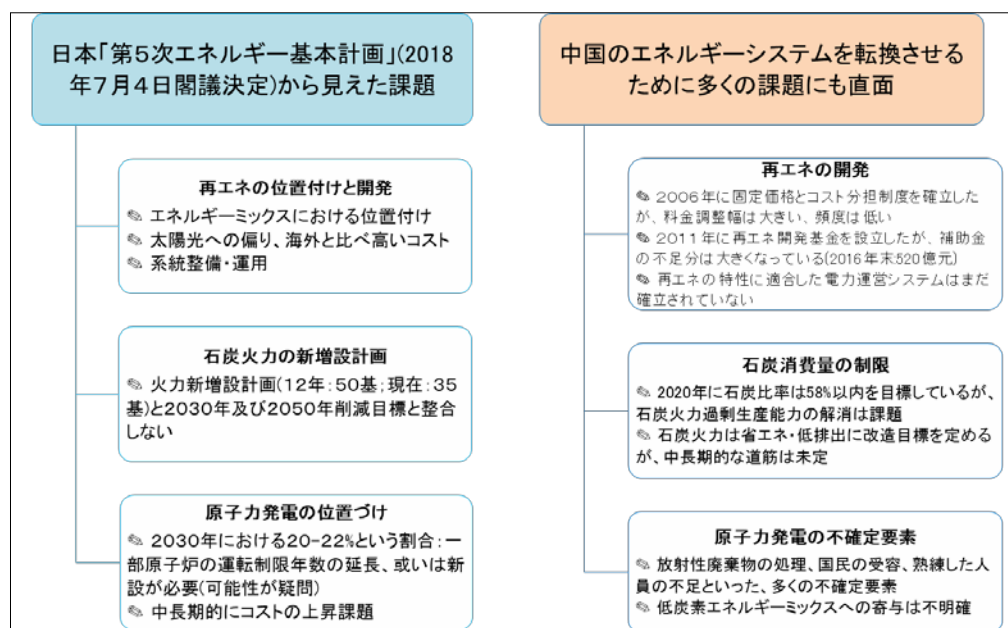 日本「第5次エネルギー基本計画」(2018
年7月4日閣議決定)から見えた課題
再エネの位置付けと開発
✎ エネルギーミックスにおける位置付け
✎ 太陽光への偏り、海外と比べ高いコスト
✎ 系統整備・運用
石炭火力の新増設計画
✎ 火力新増設計画(12年:50基;現在:35
基)と2030年及び2050年削減目標と整合
しない
原子力発電の位置づけ
✎ 2030年における20-22%という割合:一
部原子炉の運転制限年数の延長、或いは新
設が必要(可能性が疑問)
✎ 中長期的にコストの上昇課題
中国のエネルギーシステムを転換させる
ために多くの課題にも直面
再エネの開発
✎ 2006年に固定価格とコスト分担制度を確立した
が、料金調整幅は大きい、頻度は低い
✎ 2011年に再エネ開発基金を設立したが、補助金
の不足分は大きくなっている(2016年末520億元)
✎ 再エネの特性に適合した電力運営システムはまだ
確立されていない
石炭消費量の制限
✎ 2020年に石炭比率は58%以内を目標しているが、
石炭火力過剰生産能力の解消は課題
✎ 石炭火力は省エネ・低排出に改造目標を定める
が、中長期的な道筋は未定
原子力発電の不確定要素
✎ 放射性廃棄物の処理、国民の受容、熟練した人
員の不足といった、多くの不確定要素
✎ 低炭素エネルギーミックスへの寄与は不明確